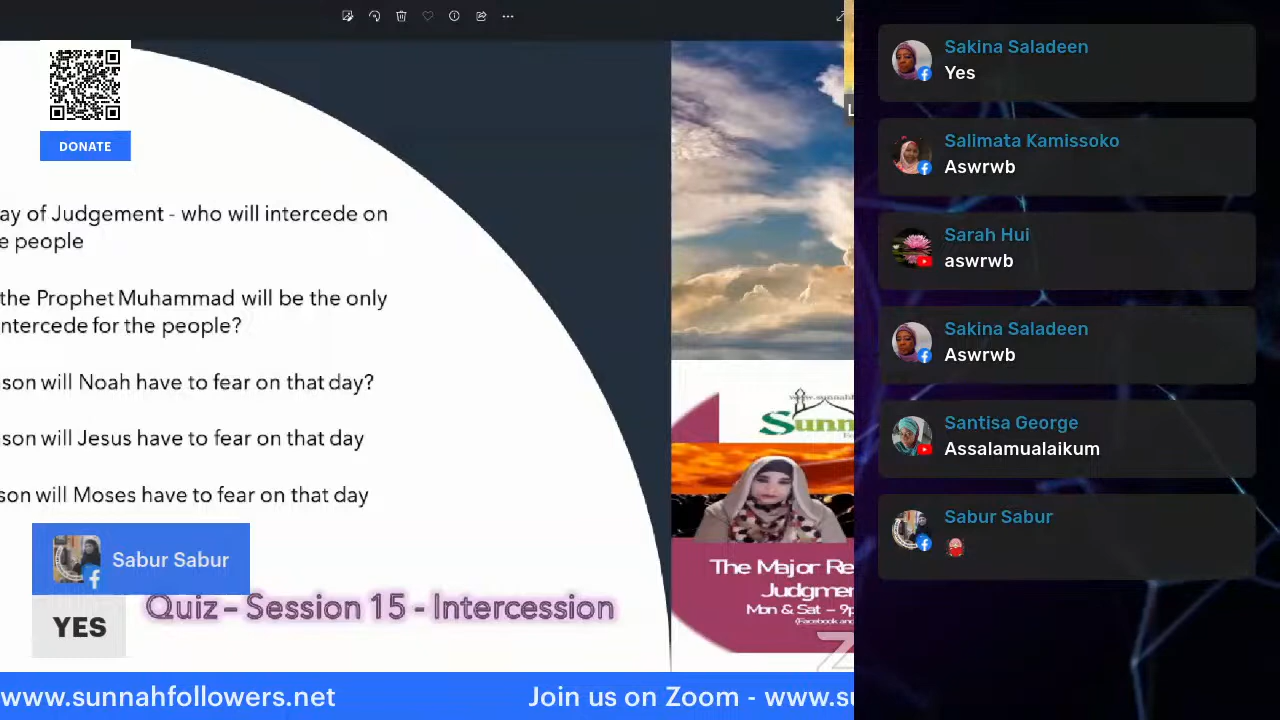 DONATE
ay of Judgement - who will intercede on
e people
the Prophet Muhammad will be the only
ntercede for the people?
son will Noah have to fear on that day?
son will Jesus have to fear on that day
son will Moses have to fear on that day
Sabur Sabur
YES
Quiz – Session 15 - Intercession
Sunn
The Major Re
Judgmer
Mon & Sat – 9p
(Facebook and
www.sunnahfollowers.net
Join us on Zoom - www.su
Sakina Saladeen
Yes
Salimata Kamissoko
Aswrwb
Sarah Hui
aswrwb
Sakina Saladeen
Aswrwb
Santisa George
Assalamualaikum
Sabur Sabur